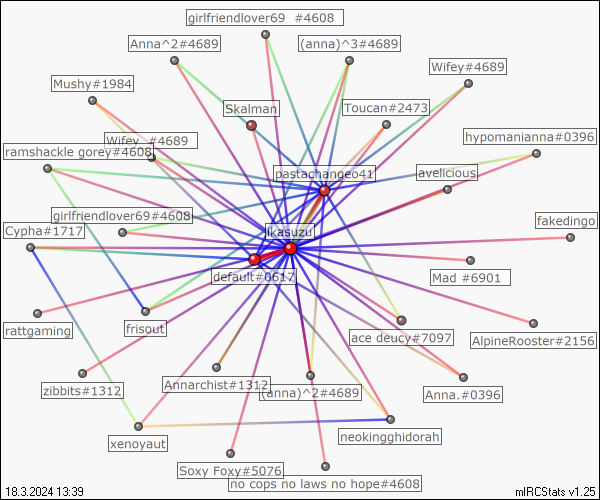 girlfriendlover69 #4608
Anna^2#4689
(anna)^3#4689
Wifey#4689
Mushy#1984
Skalman
Toucan#2473
Wifey_#4689
hypomanianna#0396
ramshackle gorey#4608
pastachangeo41
avelicious
girlfriendlover69#4608
fakedingo
Cypha#1717
likasuzul
default#0617
Mad #6901
rattgaming
frisout
ace deucy#7097
AlpineRooster#2156
zibbits#1312
Annarchist#1312
(anna)^2#4689
Anna.#0396
xenoyaut
neokingghidorah
Soxy Foxy#5076
no cops no laws no hope#4608
18.3.2024 13:39
mIRCStats v1.25